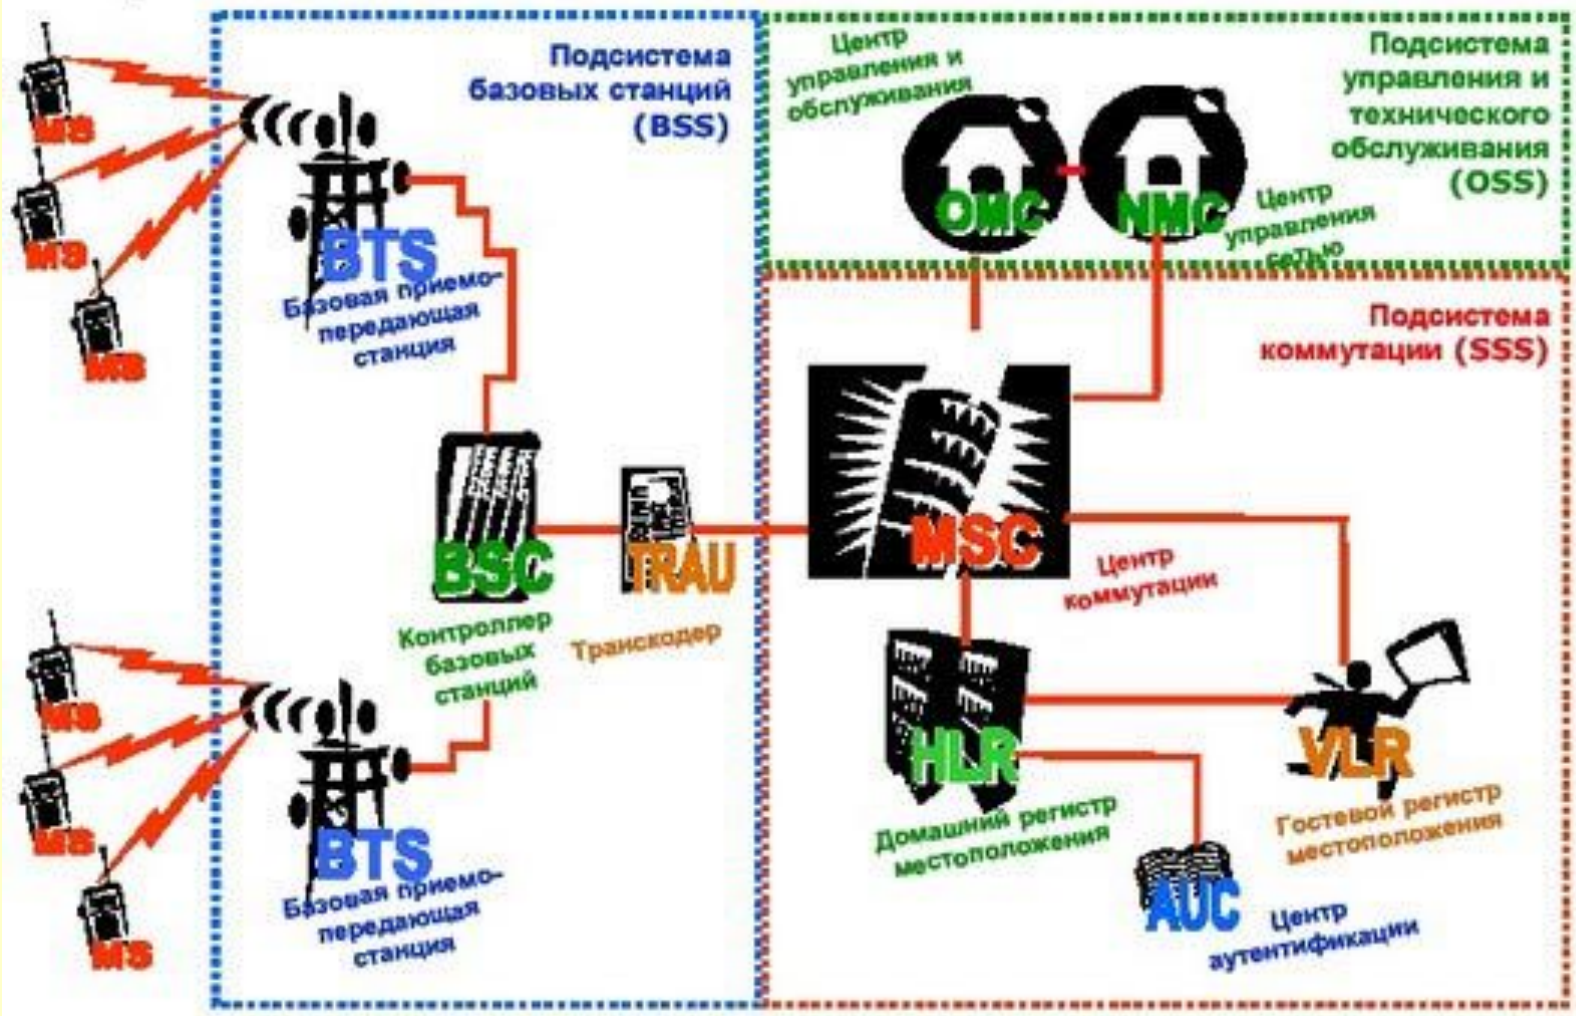 MS
MS
MS
Подсистема
базовых станций
(BSS)
BTS
Базовая приемо-
передающая
станция
BSC
Контроллер
базовых
станций
TRAU
Транскодер
MS
MS
MS
BTS
Базовая приемо-
передающая
станция
Центр
управления и
обслуживания
Подсистема
управления и
технического
обслуживания
(OSS)
OMC
NMC
Центр
управления
сетью
Подсистема
коммутации (SSS)
MSC
Центр
коммутации
HLR
Домашний регистр
местоположения
VLR
Гостевой регистр
местоположения
AUC
Центр
аутентификации